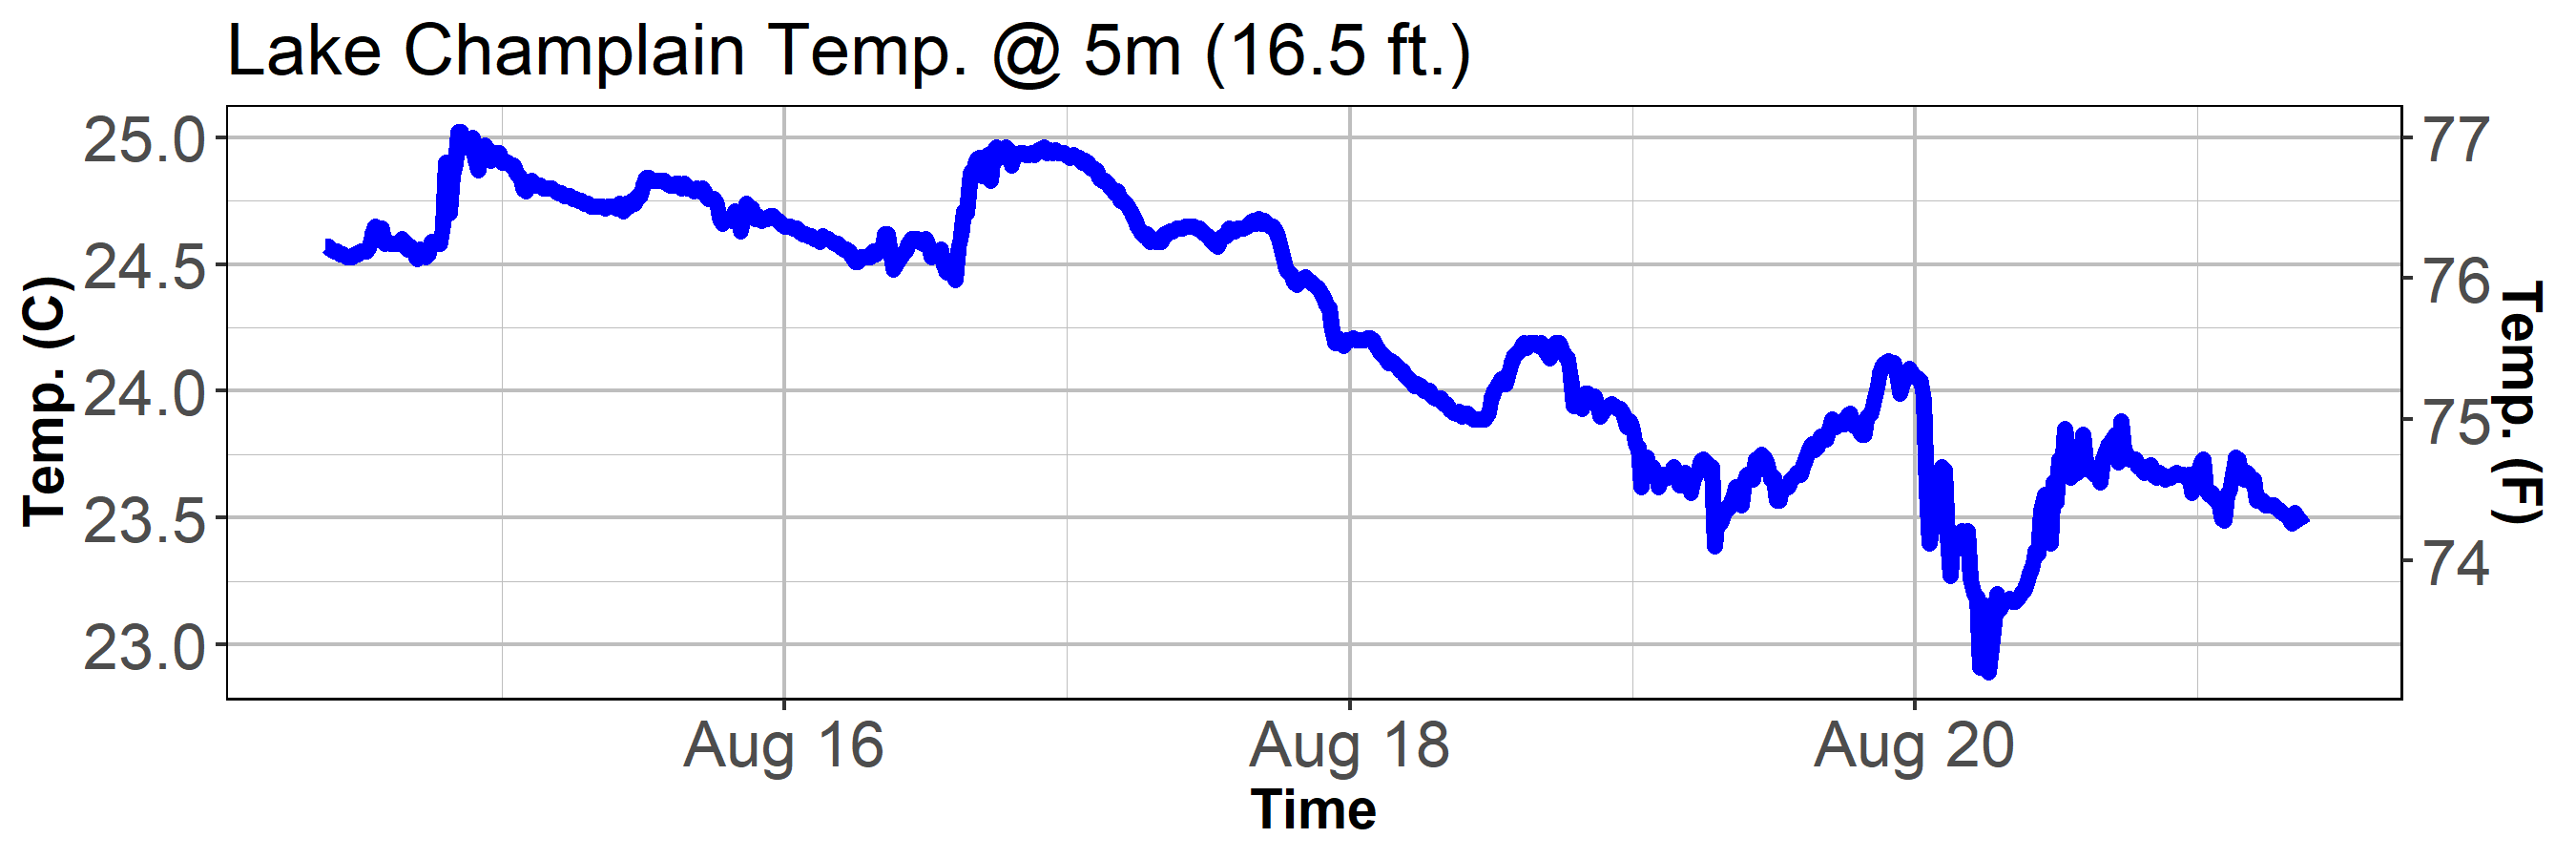 Lake Champlain Temp. @ 5m (16.5 ft.)
25.0
24.5
24.0
23.5
23.0
Temp. (C)
77
76
75
74
Temp. (F)
Aug 16 Aug 18 Aug 20
Time